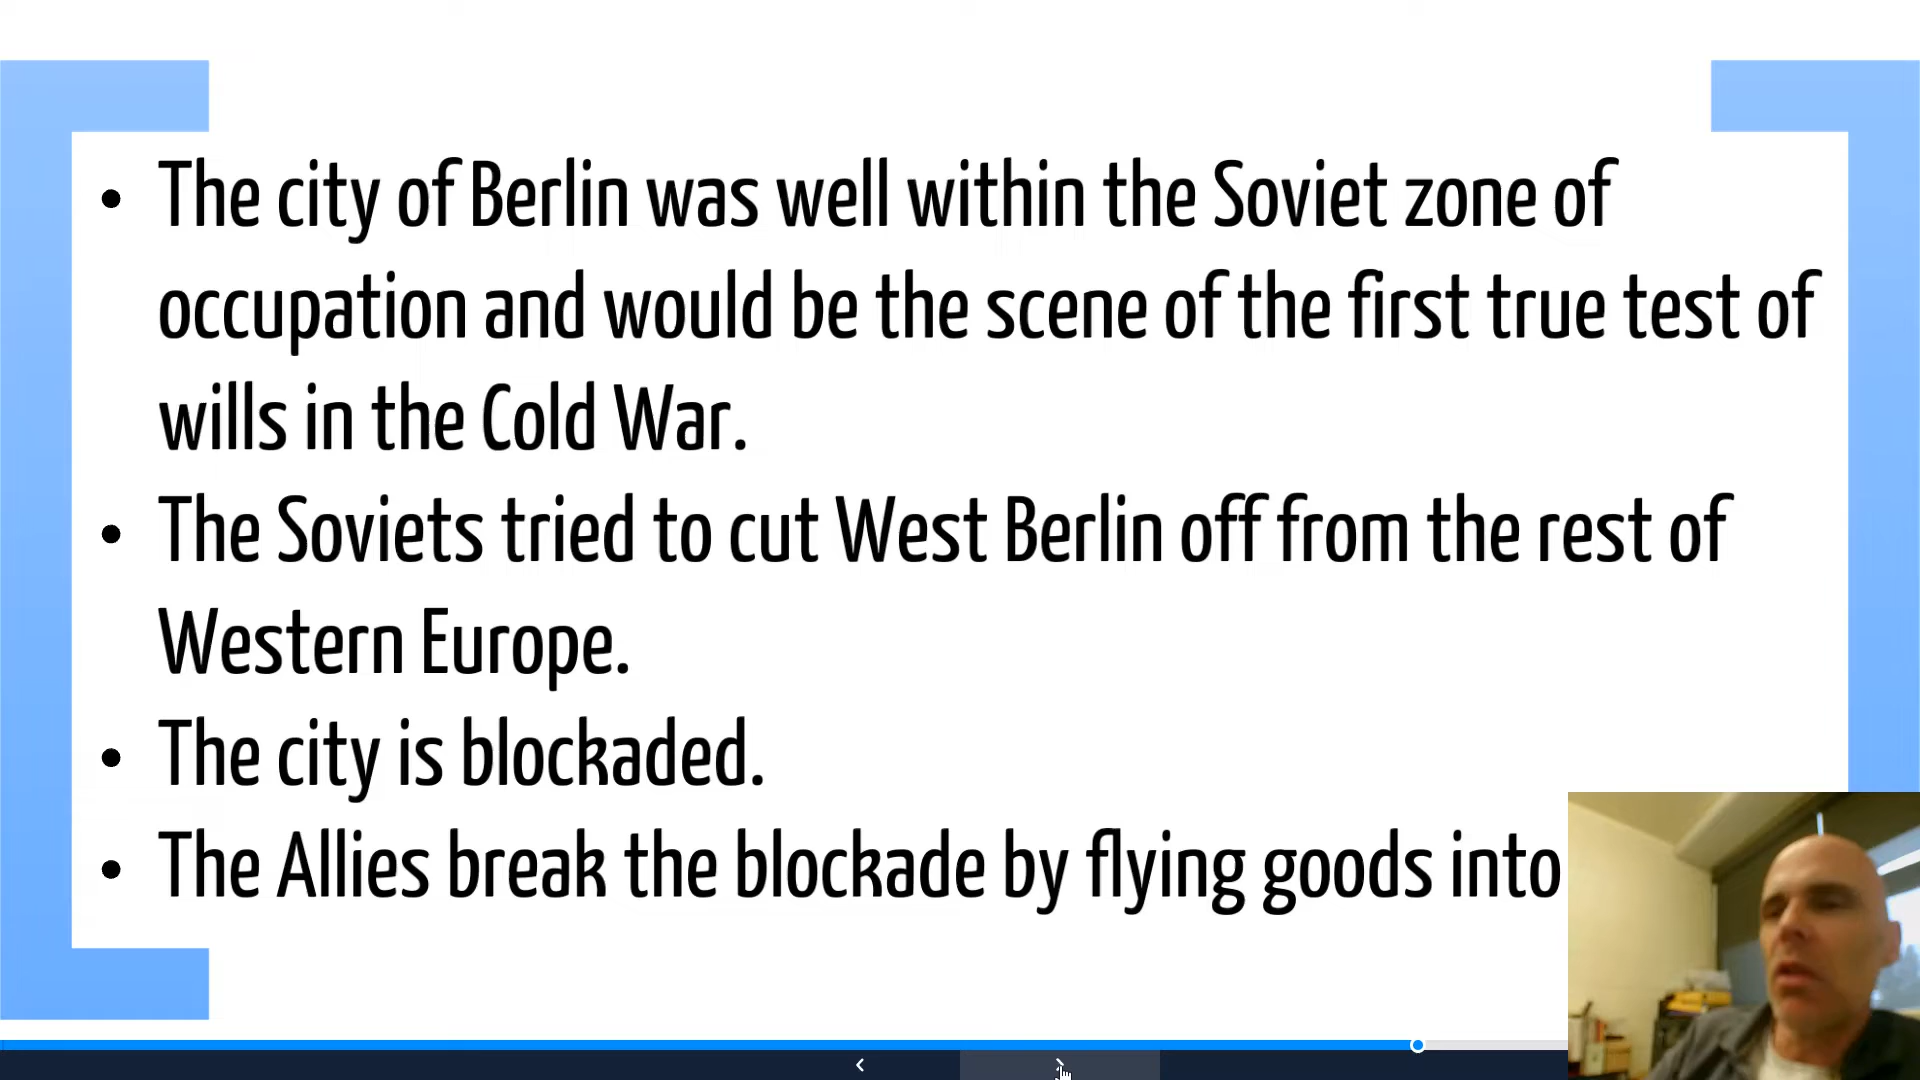 • The city of Berlin was well within the Soviet zone of
occupation and would be the scene of the first true test of
wills in the Cold War.
• The Soviets tried to cut West Berlin off from the rest of
Western Europe.
• The city is blockaded.
• The Allies break the blockade by flying goods into